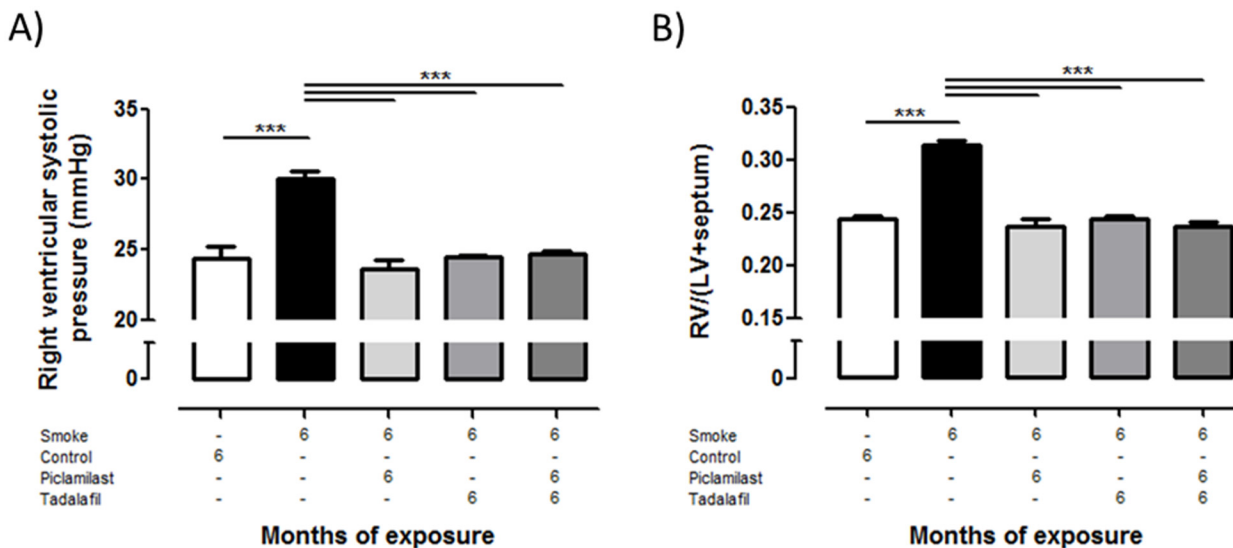 A)
Right ventricular systolic
pressure (mmHg)
35
30
25
20
0
***
***
Smoke - 6 6 6 6
Control 6 - - - -
Piclamilast - - 6 - 6
Tadalafil - - - 6 6
Months of exposure
B)
RV/(LV+septum)
0.35
0.30
0.25
0.15
0
***
***
Smoke - 6 6 6 6
Control 6 - - - -
Piclamilast - - 6 - 6
Tadalafil - - - 6 6
Months of exposure